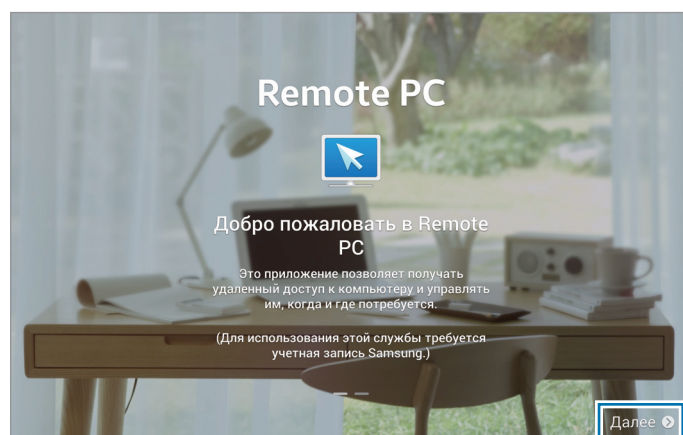 Remote PC
Добро пожаловать в Remote
PC
Это приложение позволяет получать
удаленный доступ к компьютеру и управлять
им, когда и где потребуется.
(Для использования этой службы требуется
учетная запись Samsung.)
Далее